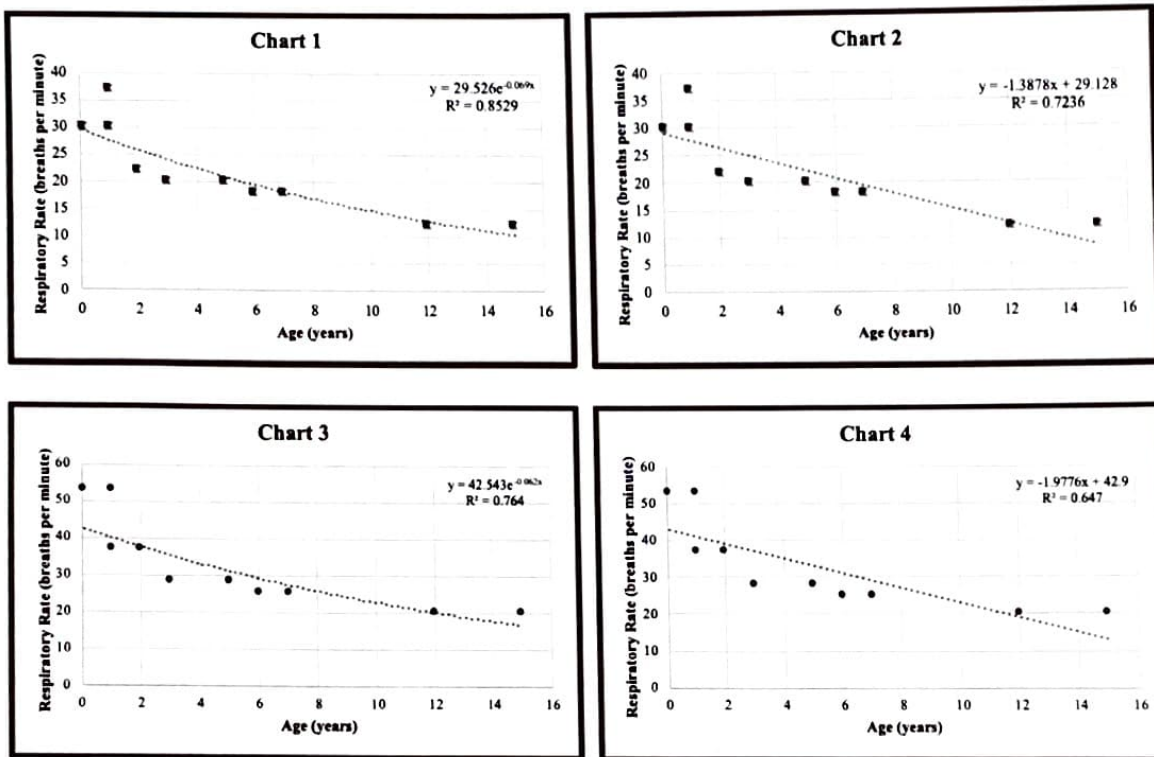 Chart 1
y = 29.526e^-0.069x
R² = 0.8529
Respiratory Rate (breaths per minute)
40
35
30
25
20
15
10
5
0
0 2 4 6 8 10 12 14 16
Age (years)
Chart 2
y = -1.3878x + 29.128
R² = 0.7236
Respiratory Rate (breaths per minute)
40
35
30
25
20
15
10
5
0
0 2 4 6 8 10 12 14 16
Age (years)
Chart 3
y = 42.543e^-0.062x
R² = 0.764
Respiratory Rate (breaths per minute)
60
50
40
30
20
10
0
0 2 4 6 8 10 12 14 16
Age (years)
Chart 4
y = -1.9776x + 42.9
R² = 0.647
Respiratory Rate (breaths per minute)
60
50
40
30
20
10
0
0 2 4 6 8 10 12 14 16
Age (years)